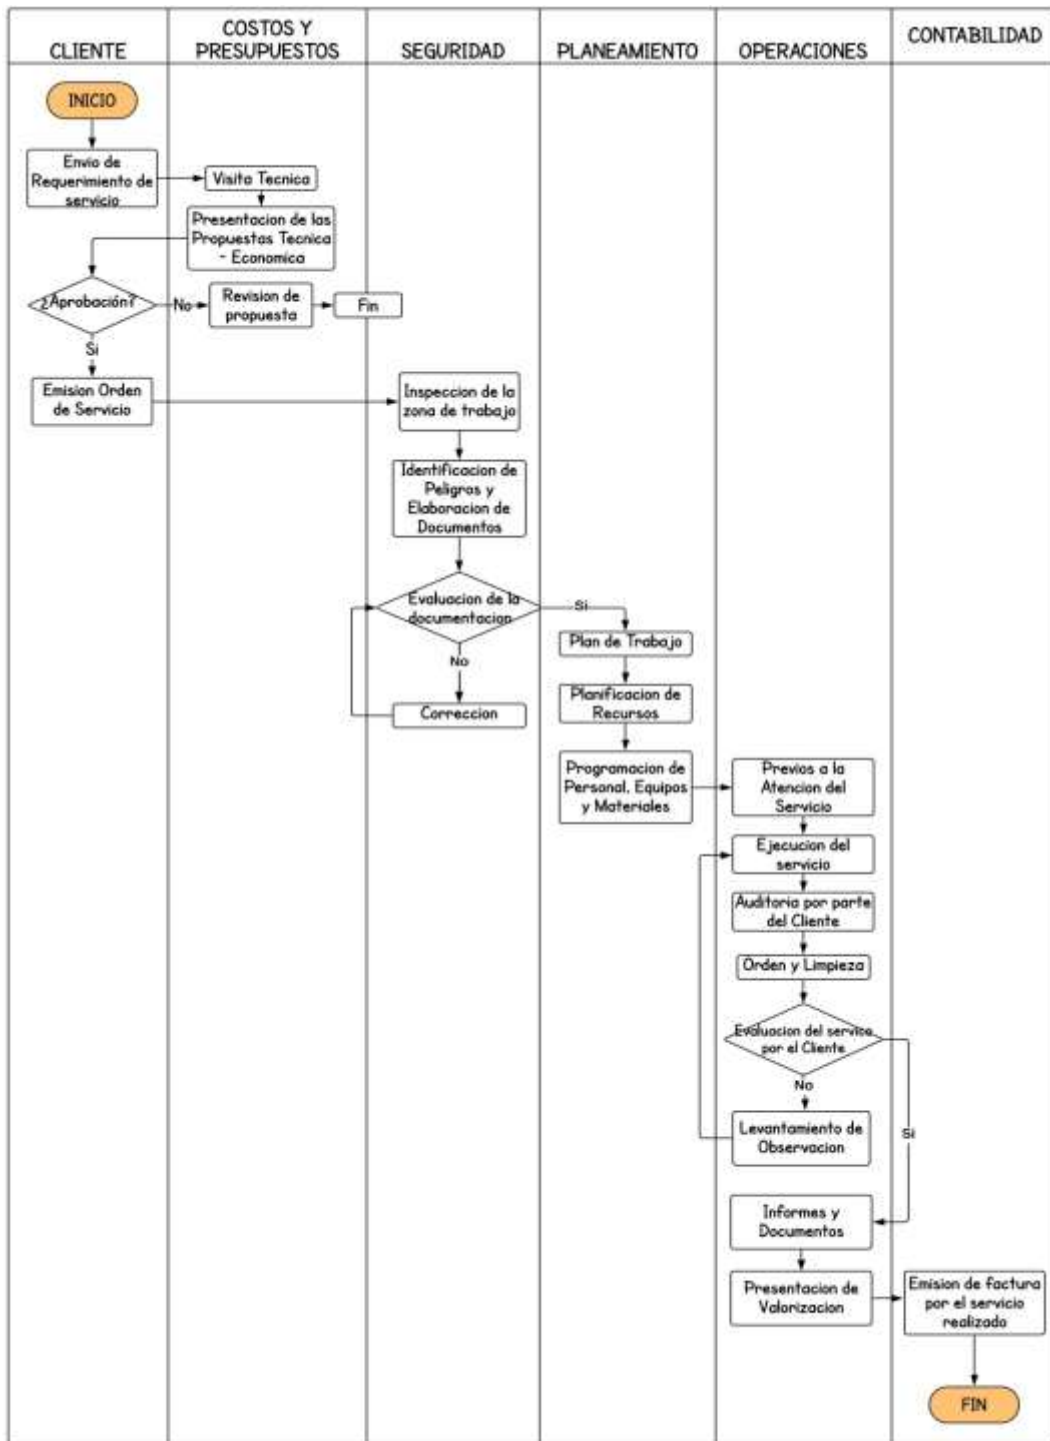 CLIENTE
COSTOS Y
PRESUPUESTOS
SEGURIDAD
PLANEAMIENTO
OPERACIONES
CONTABILIDAD
INICIO
Envio de
Requerimiento de
servicio
Visita Tecnica
Presentacion de las
Propuestas Tecnica
- Economica
¿Aprobación?
No
Revision de
propuesta
Fin
Si
Emision Orden
de Servicio
Inspeccion de la
zona de trabajo
Identificacion de
Peligros y
Elaboracion de
Documentos
Evaluacion de la
documentacion
Si
No
Correccion
Plan de Trabajo
Planificacion de
Recursos
Programacion de
Personal, Equipos
y Materiales
Previos a la
Atencion del
Servicio
Ejecucion del
servicio
Auditoria por parte
del Cliente
Orden y Limpieza
Evaluacion del service
por el Cliente
No
Si
Levantamiento de
Observacion
Informes y
Documentos
Presentacion de
Valorizacion
Emision de factura
por el servicio
realizado
FIN